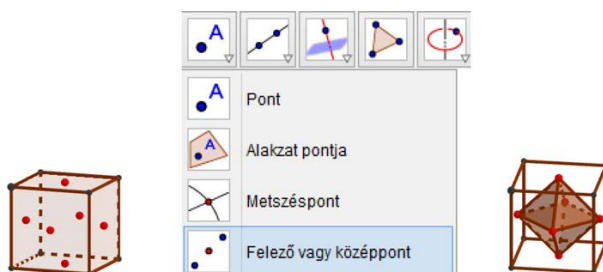 A
A
Pont
A
Alakzat pontja
Metszéspont
Felező vagy középpont